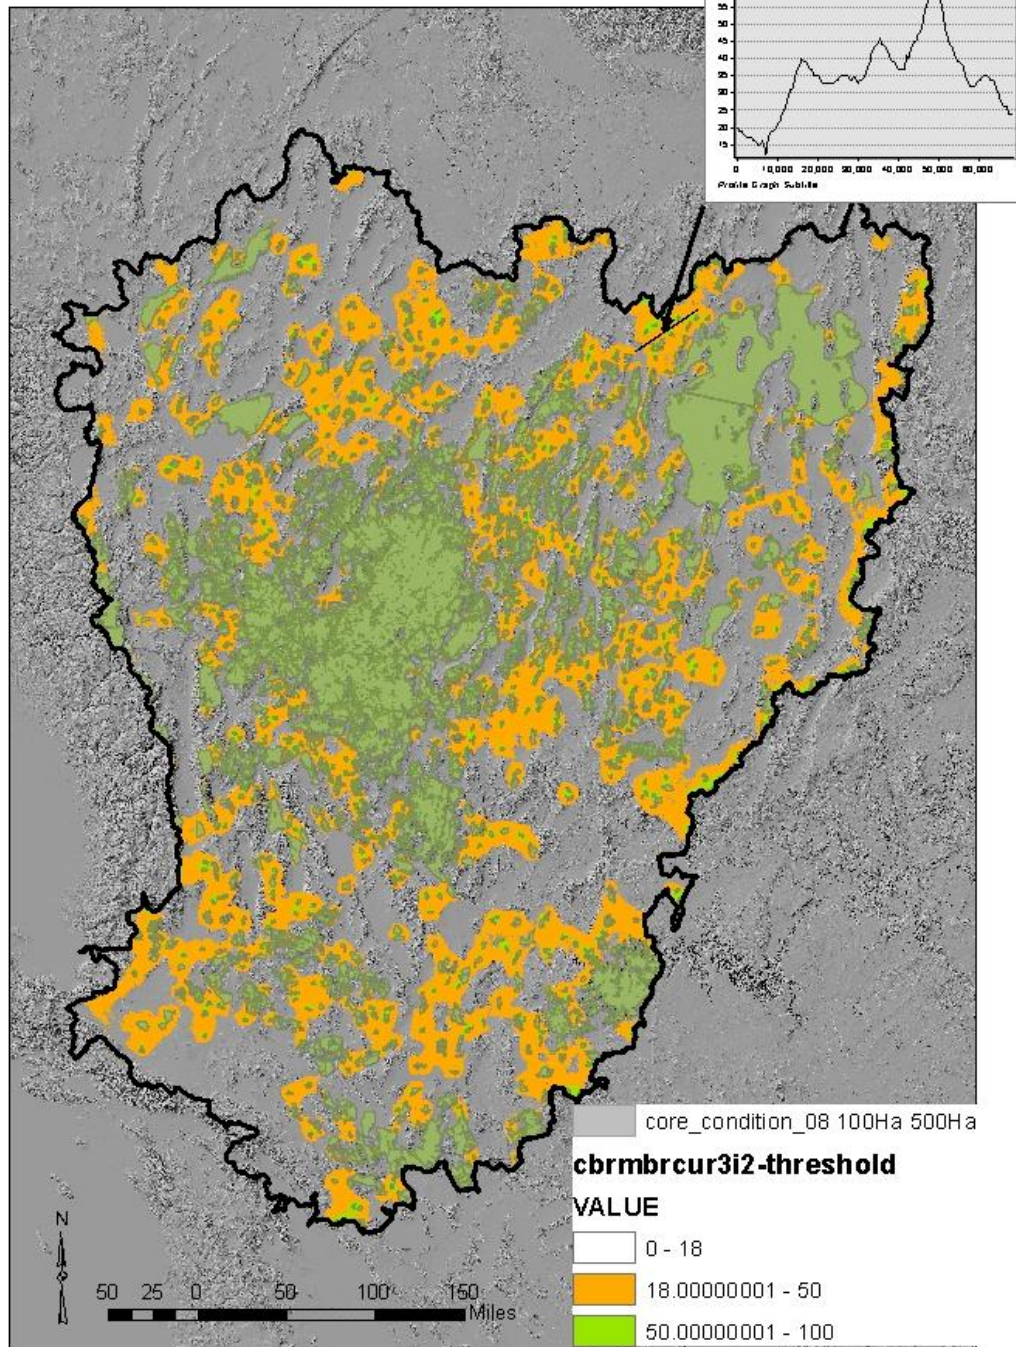 55
50
45
40
35
30
25
20
15
0 10,000 20,000 30,000 40,000 50,000 60,000
Profile Graph Subtitle
N
50 25 0 50 100 150
Miles
core_condition_08 100Ha 500Ha
cbrmbrcur3i2-threshold
VALUE
0 - 18
18.00000001 - 50
50.00000001 - 100